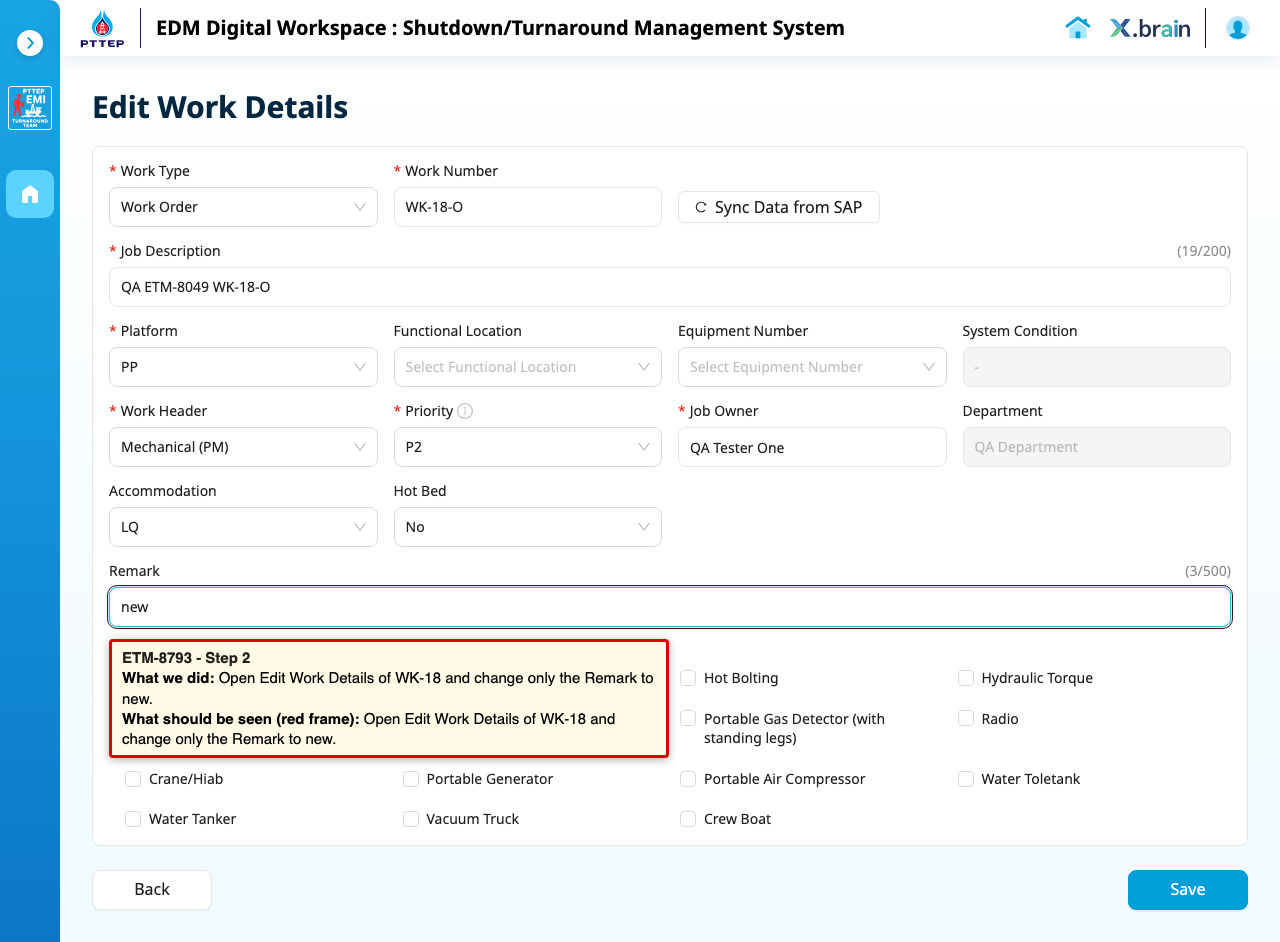 PTTEP
EDM Digital Workspace : Shutdown/Turnaround Management System
X.brain
PTTEP
EMI
TURNAROUND
TEAM
Edit Work Details
* Work Type
* Work Number
Work Order
WK-18-O
Sync Data from SAP
* Job Description
(19/200)
QA ETM-8049 WK-18-O
* Platform
Functional Location
Equipment Number
System Condition
PP
Select Functional Location
Select Equipment Number
-
* Work Header
* Priority
* Job Owner
Department
Mechanical (PM)
P2
QA Tester One
QA Department
Accommodation
Hot Bed
LQ
No
Remark
(3/500)
new
ETM-8793 - Step 2
What we did: Open Edit Work Details of WK-18 and change only the Remark to
new.
What should be seen (red frame): Open Edit Work Details of WK-18 and
change only the Remark to new.
Hot Bolting
Hydraulic Torque
Portable Gas Detector (with
standing legs)
Radio
Crane/Hiab
Portable Generator
Portable Air Compressor
Water Toletank
Water Tanker
Vacuum Truck
Crew Boat
Back
Save